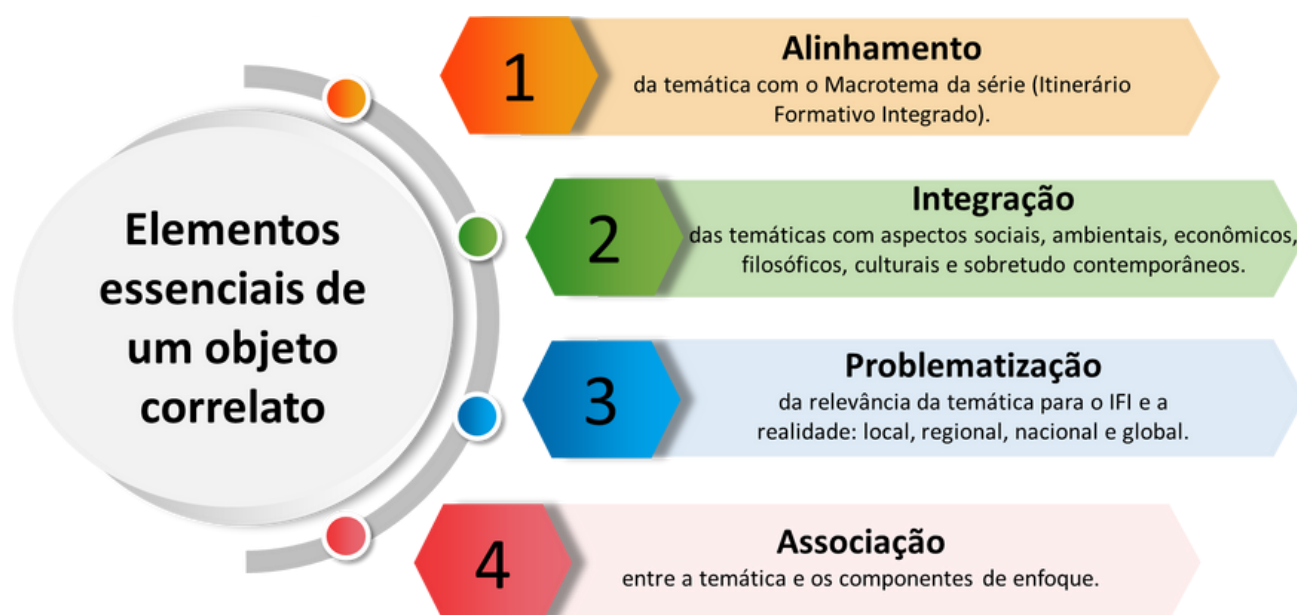 Elementos
essenciais de
um objeto
correlato
1
Alinhamento
da temática com o Macrotema da série (Itinerário
Formativo Integrado).
2
Integração
das temáticas com aspectos sociais, ambientais, econômicos,
filosóficos, culturais e sobretudo contemporâneos.
3
Problematização
da relevância da temática para o IFI e a
realidade: local, regional, nacional e global.
4
Associação
entre a temática e os componentes de enfoque.